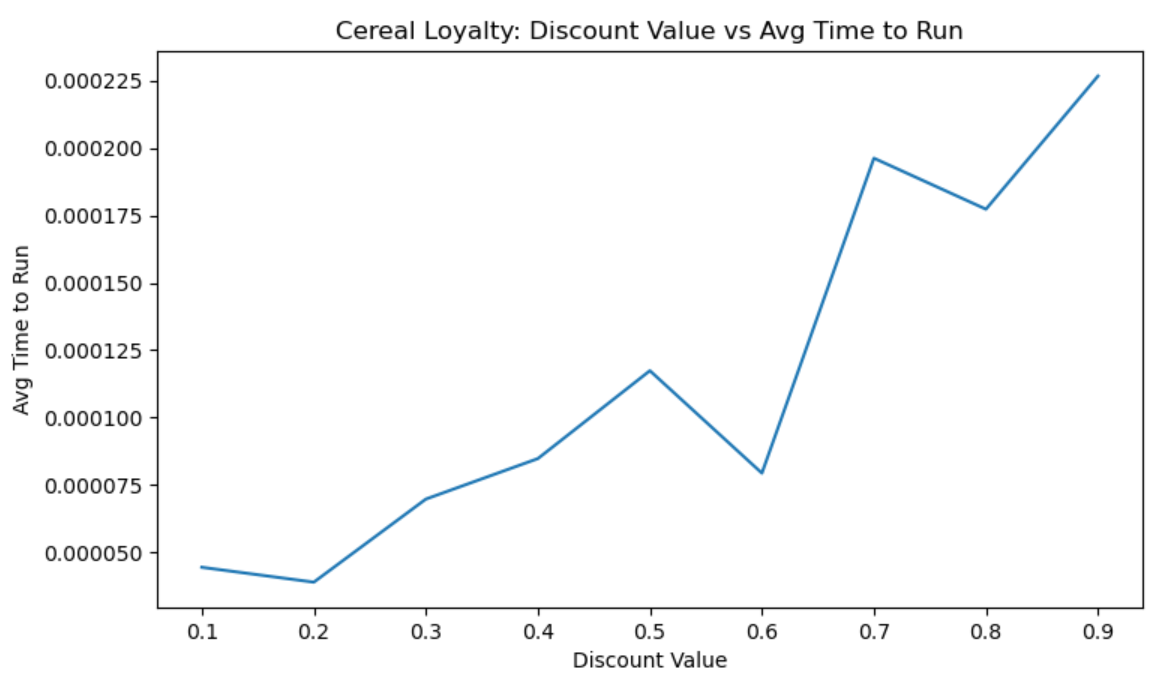 Cereal Loyalty: Discount Value vs Avg Time to Run
0.000225
0.000200
0.000175
0.000150
0.000125
0.000100
0.000075
0.000050
Avg Time to Run
0.1 0.2 0.3 0.4 0.5 0.6 0.7 0.8 0.9
Discount Value